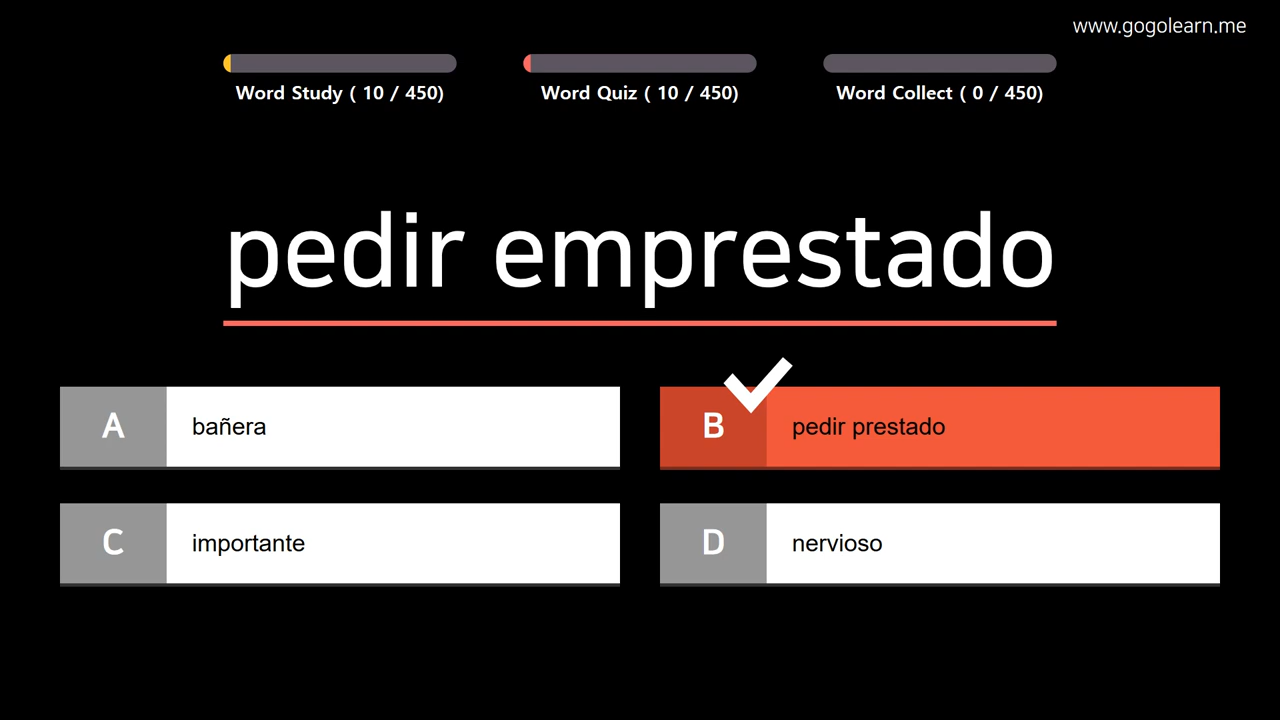 www.gogolearn.me
Word Study ( 10 / 450)
Word Quiz ( 10 / 450)
Word Collect ( 0 / 450)
pedir emprestado
A bañera
B pedir prestado
C importante
D nervioso